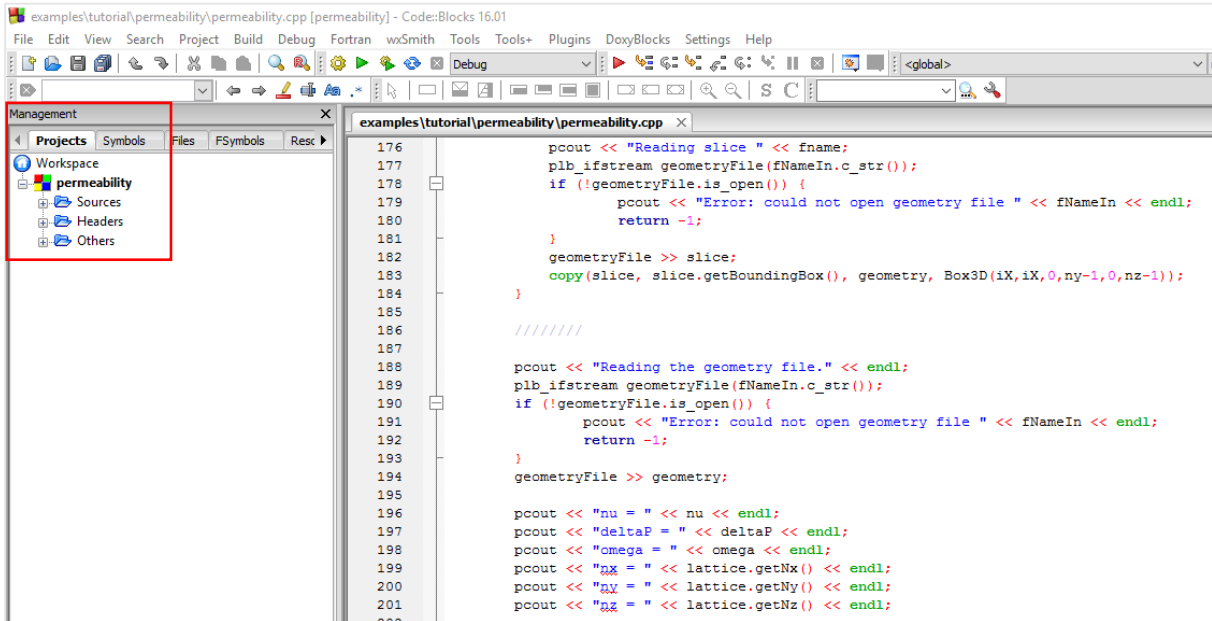 examples\tutorial\permeability\permeability.cpp [permeability] - Code::Blocks 16.01
File Edit View Search Project Build Debug Fortran wxSmith Tools Tools+ Plugins DoxyBlocks Settings Help
Debug <global>
S C
Management
Projects Symbols Files FSymbols Resc
Workspace
permeability
Sources
Headers
Others
examples\tutorial\permeability\permeability.cpp
176 pcout << "Reading slice " << fname;
177 plb_ifstream geometryFile(fNameIn.c_str());
178 if (!geometryFile.is_open()) {
179 pcout << "Error: could not open geometry file " << fNameIn << endl;
180 return -1;
181 }
182 geometryFile >> slice;
183 copy(slice, slice.getBoundingBox(), geometry, Box3D(iX,iX,0,ny-1,0,nz-1));
184 }
185
186 ////////
187
188 pcout << "Reading the geometry file." << endl;
189 plb_ifstream geometryFile(fNameIn.c_str());
190 if (!geometryFile.is_open()) {
191 pcout << "Error: could not open geometry file " << fNameIn << endl;
192 return -1;
193 }
194 geometryFile >> geometry;
195
196 pcout << "nu = " << nu << endl;
197 pcout << "deltaP = " << deltaP << endl;
198 pcout << "omega = " << omega << endl;
199 pcout << "nx = " << lattice.getNx() << endl;
200 pcout << "ny = " << lattice.getNy() << endl;
201 pcout << "nz = " << lattice.getNz() << endl;